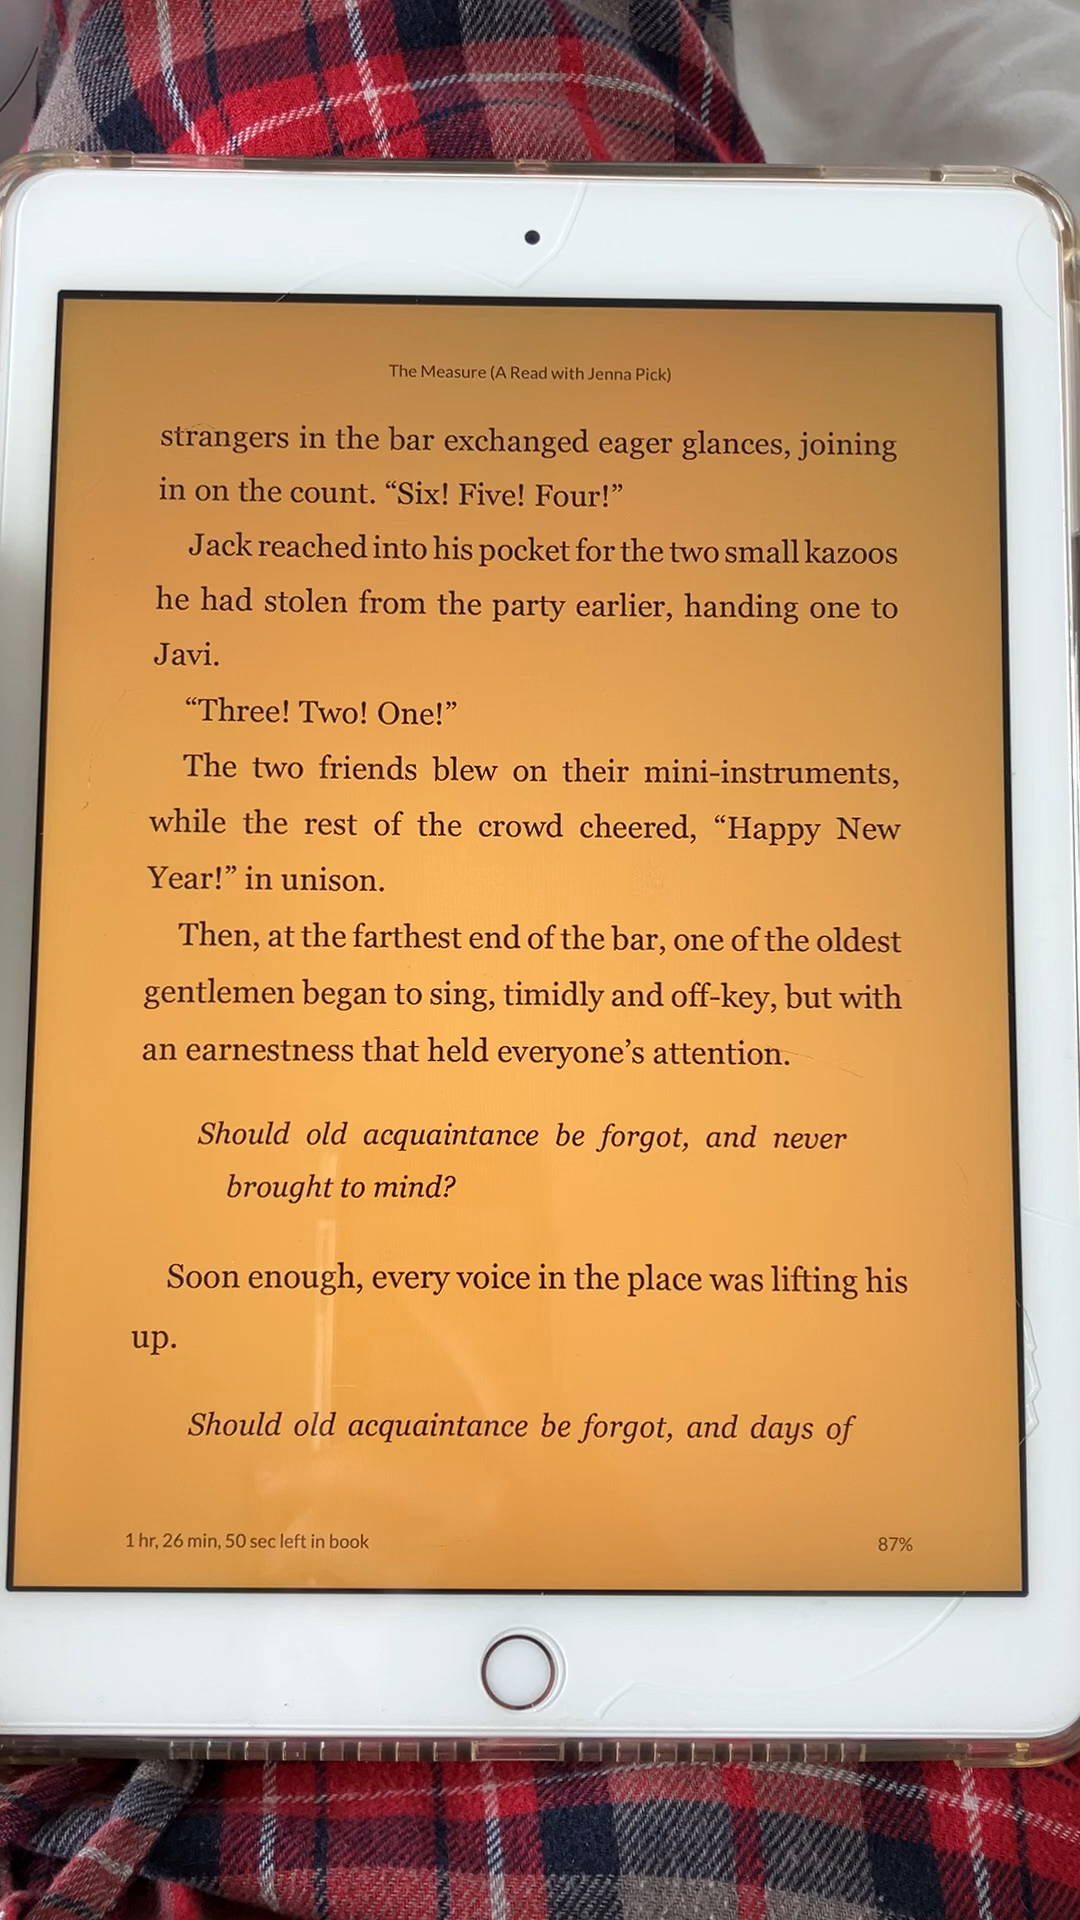 The Measure (A Read with Jenna Pick)
strangers in the bar exchanged eager glances, joining
in on the count. “Six! Five! Four!”
Jack reached into his pocket for the two small kazoos
he had stolen from the party earlier, handing one to
Javi.
“Three! Two! One!”
The two friends blew on their mini-instruments,
while the rest of the crowd cheered, “Happy New
Year!” in unison.
Then, at the farthest end of the bar, one of the oldest
gentlemen began to sing, timidly and off-key, but with
an earnestness that held everyone’s attention.
Should old acquaintance be forgot, and never
brought to mind?
Soon enough, every voice in the place was lifting his
up.
Should old acquaintance be forgot, and days of
1 hr, 26 min, 50 sec left in book
87%